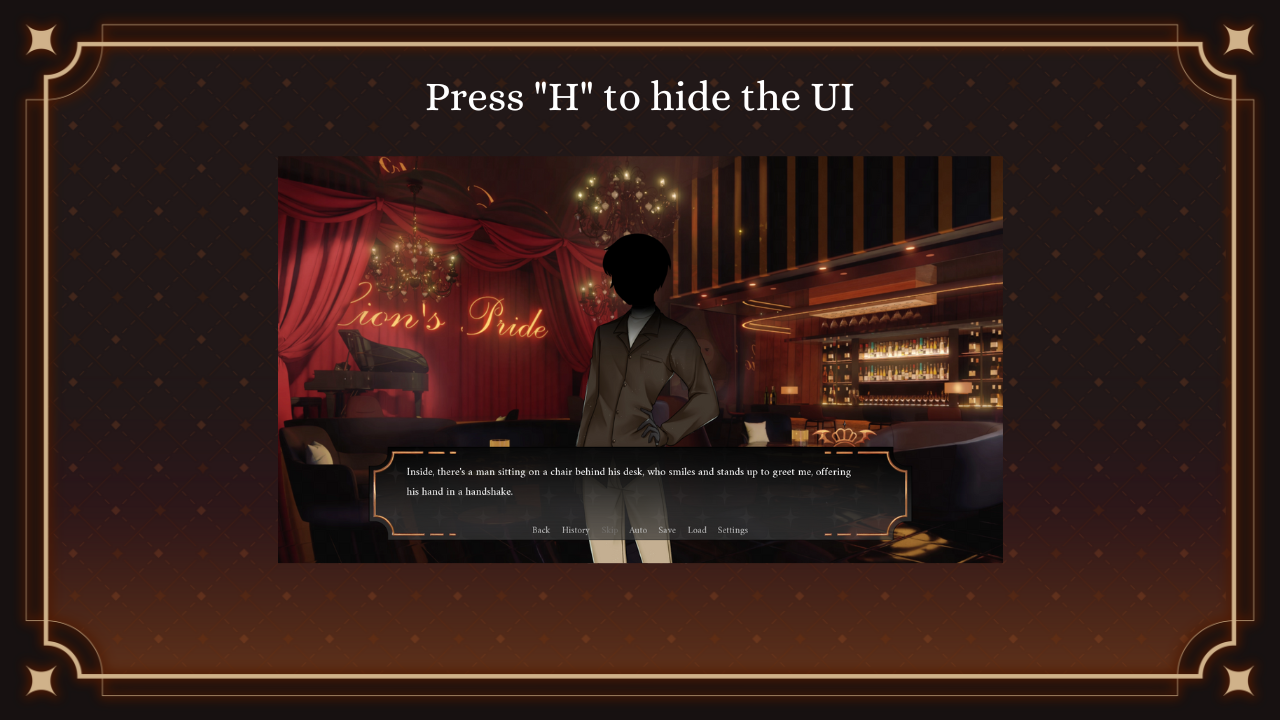 Press "H" to hide the UI
Lion's Pride
Inside, there's a man sitting on a chair behind his desk, who smiles and stands up to greet me, offering
his hand in a handshake.
Back History Skip Auto Save Load Settings